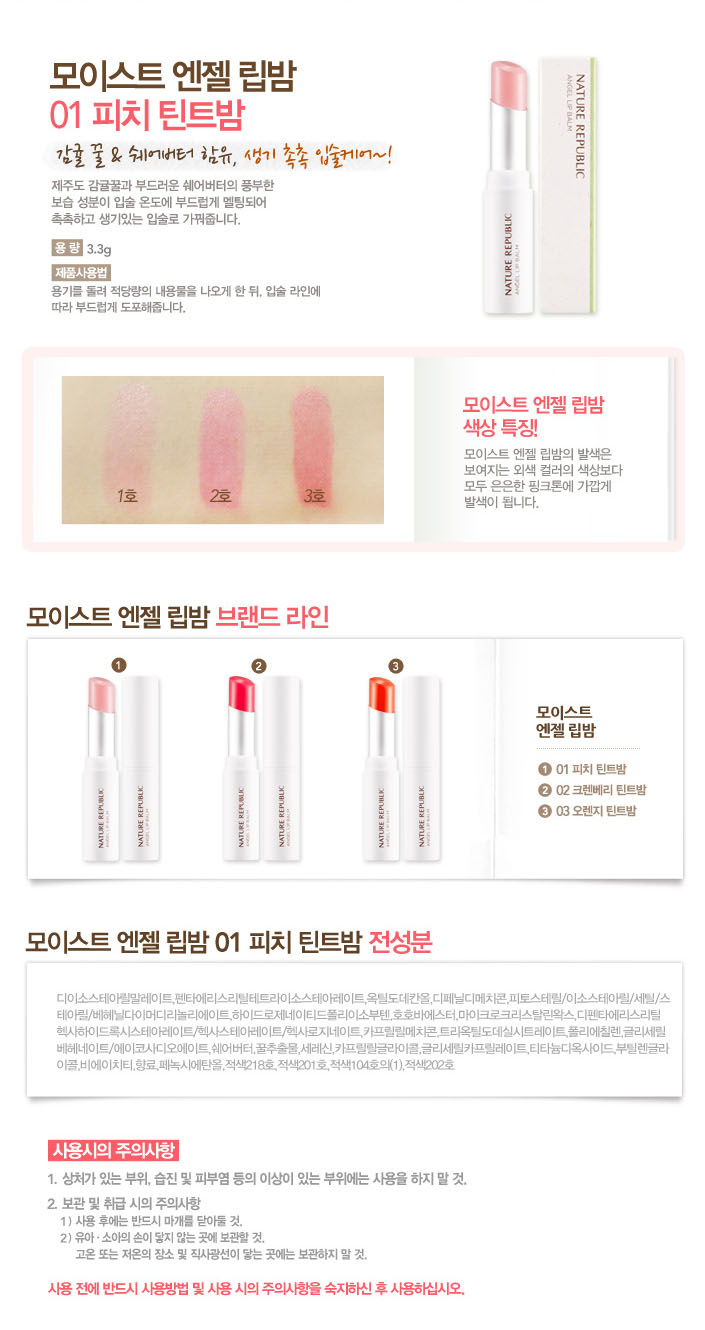 모이스트 엔젤 립밤
01 피치 틴트밤
감귤 꿀 & 쉐어버터 함유, 생기 촉촉 입술케어~!
제주도 감귤꿀과 부드러운 쉐어버터의 풍부한
보습 성분이 입술 온도에 부드럽게 멜팅되어
촉촉하고 생기있는 입술로 가꿔줍니다.
용 량 3.3g
제품사용법
용기를 돌려 적당량의 내용물을 나오게 한 뒤, 입술 라인에
따라 부드럽게 도포해줍니다.
NATURE REPUBLIC
ANGEL LIP BALM
NATURE REPUBLIC
ANGEL LIP BALM
1호 2호 3호
모이스트 엔젤 립밤
색상 특징!
모이스트 엔젤 립밤의 발색은
보여지는 외색 컬러의 색상보다
모두 은은한 핑크톤에 가깝게
발색이 됩니다.
모이스트 엔젤 립밤 브랜드 라인
1 2 3
NATURE REPUBLIC
ANGEL LIP BALM
NATURE REPUBLIC
ANGEL LIP BALM
NATURE REPUBLIC
ANGEL LIP BALM
NATURE REPUBLIC
ANGEL LIP BALM
NATURE REPUBLIC
ANGEL LIP BALM
NATURE REPUBLIC
ANGEL LIP BALM
모이스트
엔젤 립밤
1 01 피치 틴트밤
2 02 크렌베리 틴트밤
3 03 오렌지 틴트밤
모이스트 엔젤 립밤 01 피치 틴트밤 전성분
디이소스테아릴말레이트,펜타에리스리틸테트라이소스테아레이트,옥틸도데칸올,디페닐디메치콘,피토스테릴/이소스테아릴/세틸/스
테아릴/베헤닐다이머디리놀리에이트,하이드로제네이티드폴리이소부텐,호호바에스터,마이크로크리스탈린왁스,디펜타에리스리틸
헥사하이드록시스테아레이트/헥사스테아레이트/헥사로지네이트,카프릴릴메치콘,트리옥틸도데실시트레이트,폴리에칠렌,글리세릴
베헤네이트/에이코사디오에이트,쉐어버터,꿀추출물,세레신,카프릴릴글라이콜,글리세릴카프릴레이트,티타늄디옥사이드,부틸렌글라
이콜,비에이치티,향료,페녹시에탄올,적색218호,적색201호,적색104호의(1),적색202호
사용시의 주의사항
1. 상처가 있는 부위, 습진 및 피부염 등의 이상이 있는 부위에는 사용을 하지 말 것.
2. 보관 및 취급 시의 주의사항
1) 사용 후에는 반드시 마개를 닫아둘 것.
2) 유아·소아의 손이 닿지 않는 곳에 보관할 것.
고온 또는 저온의 장소 및 직사광선이 닿는 곳에는 보관하지 말 것.
사용 전에 반드시 사용방법 및 사용 시의 주의사항을 숙지하신 후 사용하십시오.